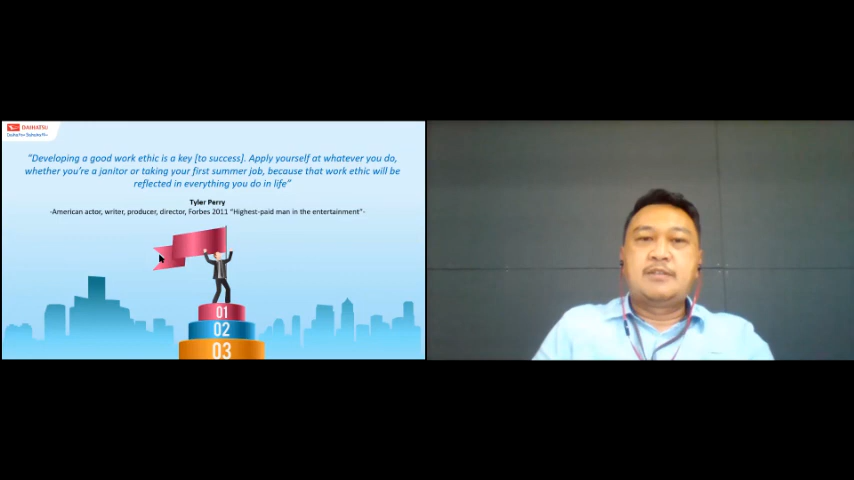 DAIHATSU
"Developing a good work ethic is a key [to success]. Apply yourself at whatever you do,
whether you're a janitor or taking your first summer job, because that work ethic will be
reflected in everything you do in life"
Tyler Perry
-American actor, writer, producer, director, Forbes 2011 "Highest-paid man in the entertainment"-
01
02
03